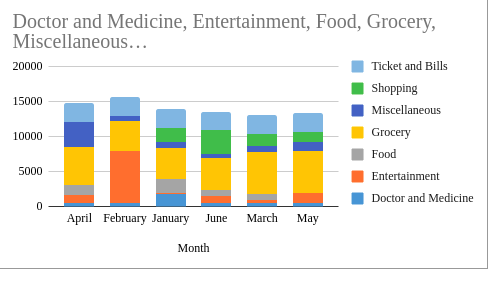 Doctor and Medicine, Entertainment, Food, Grocery,
Miscellaneous…
20000
15000
10000
5000
0
April February January June March May
Month
Ticket and Bills
Shopping
Miscellaneous
Grocery
Food
Entertainment
Doctor and Medicine